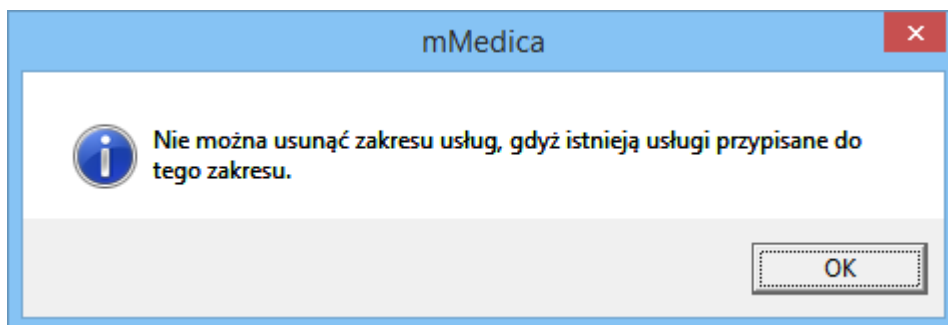 mMedica
Nie można usunąć zakresu usług, gdyż istnieją usługi przypisane do
tego zakresu.
OK